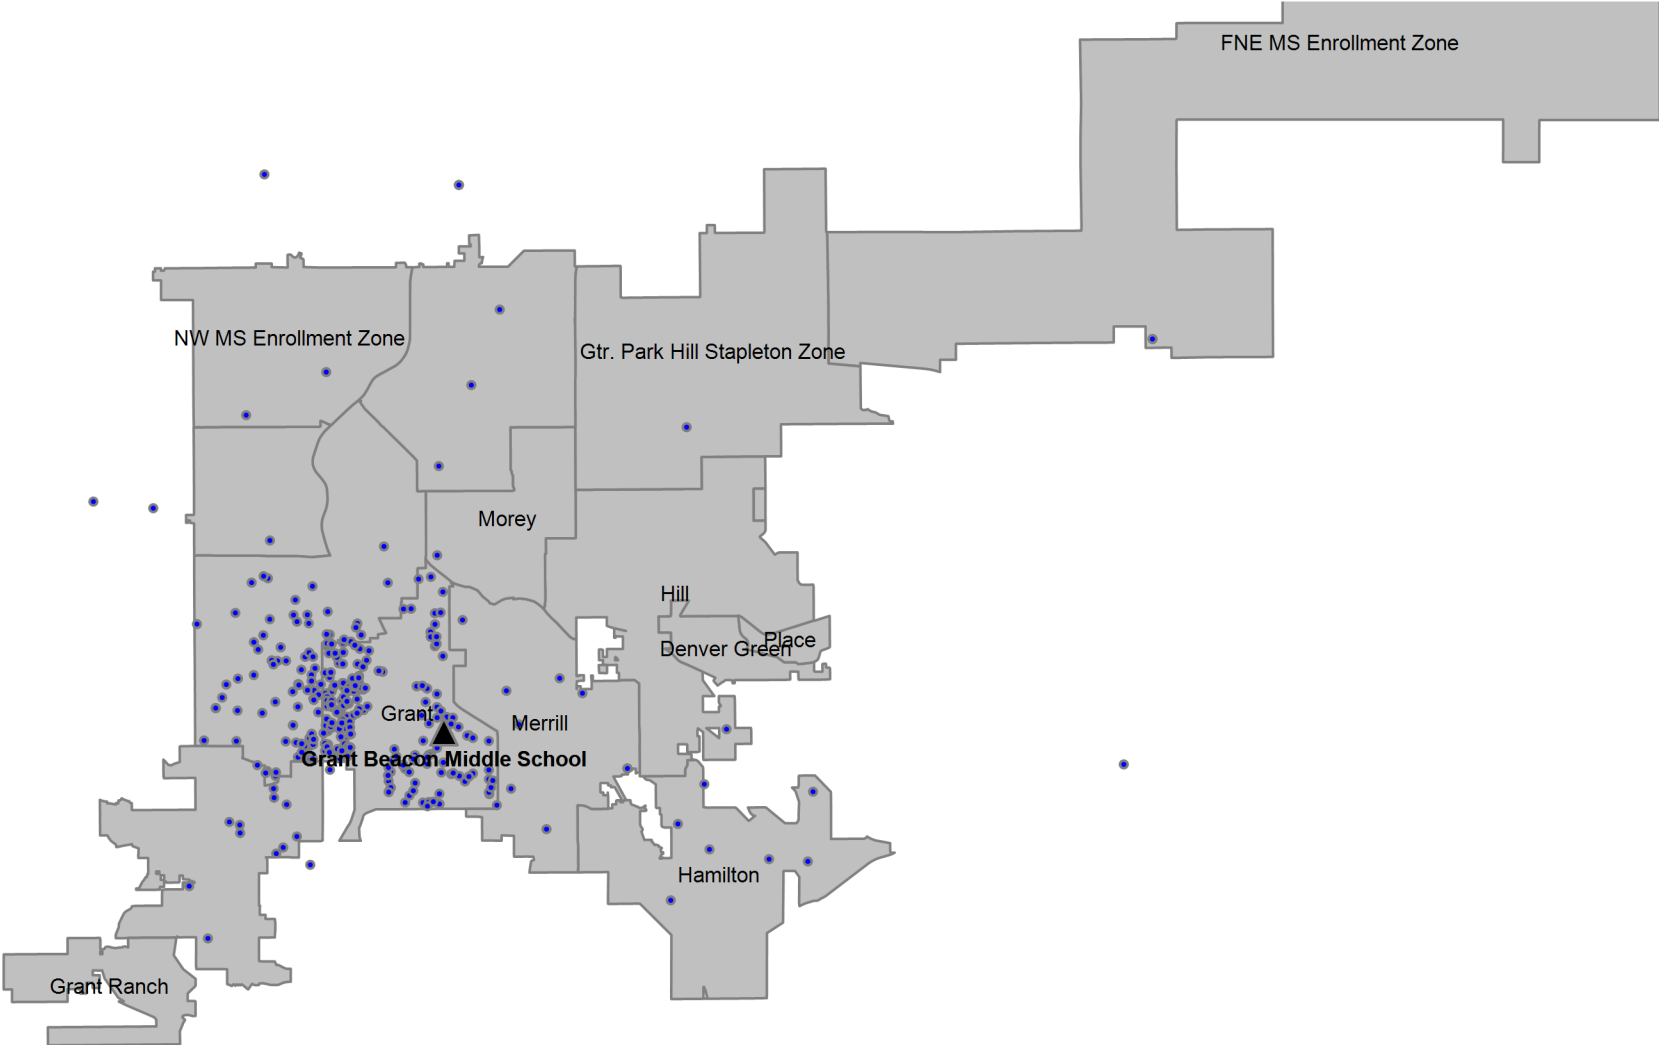 FNE MS Enrollment Zone
NW MS Enrollment Zone
Gtr. Park Hill Stapleton Zone
Morey
Hill
Place
Denver Green
Grant
Merrill
Grant Beacon Middle School
Hamilton
Grant Ranch